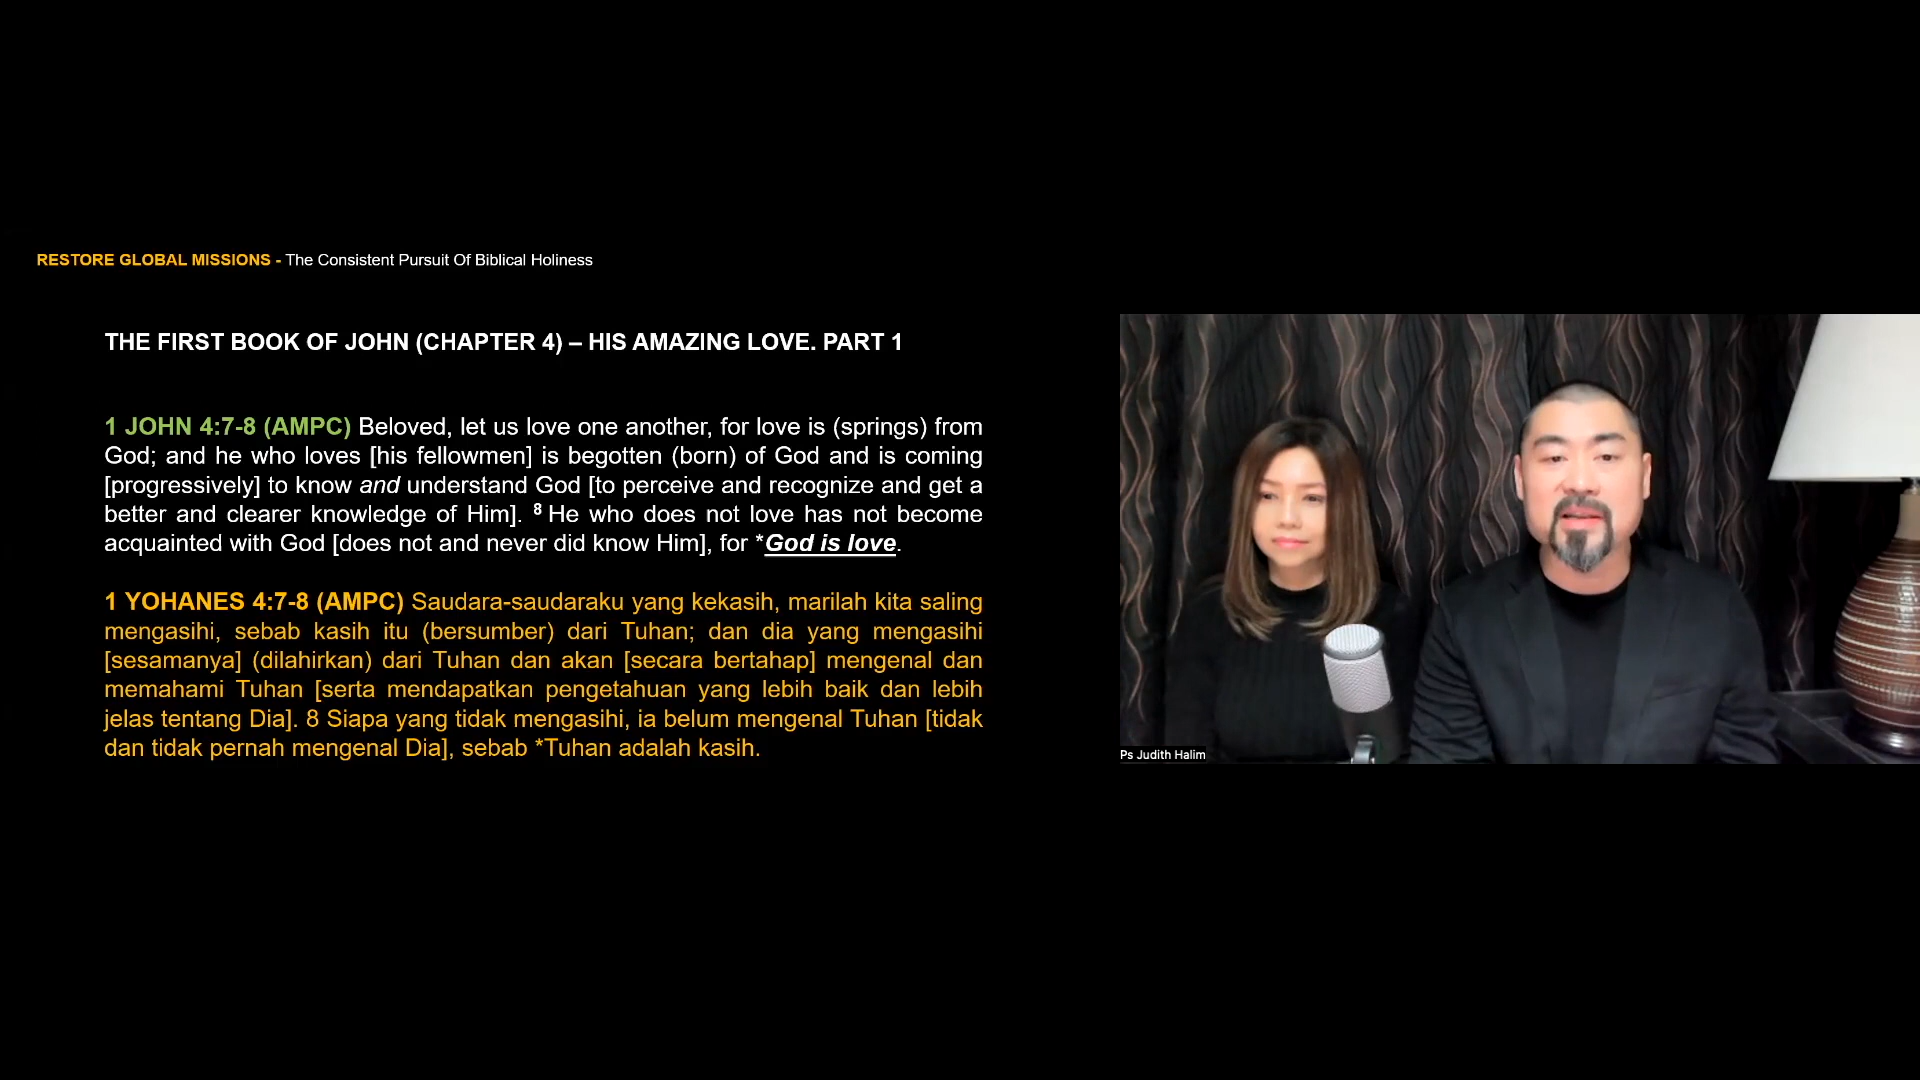 RESTORE GLOBAL MISSIONS - The Consistent Pursuit Of Biblical Holiness
THE FIRST BOOK OF JOHN (CHAPTER 4) – HIS AMAZING LOVE. PART 1
1 JOHN 4:7-8 (AMPC) Beloved, let us love one another, for love is (springs) from
God; and he who loves [his fellowmen] is begotten (born) of God and is coming
[progressively] to know and understand God [to perceive and recognize and get a
better and clearer knowledge of Him]. 8 He who does not love has not become
acquainted with God [does not and never did know Him], for *God is love.
1 YOHANES 4:7-8 (AMPC) Saudara-saudaraku yang kekasih, marilah kita saling
mengasihi, sebab kasih itu (bersumber) dari Tuhan; dan dia yang mengasihi
[sesamanya] (dilahirkan) dari Tuhan dan akan [secara bertahap] mengenal dan
memahami Tuhan [serta mendapatkan pengetahuan yang lebih baik dan lebih
jelas tentang Dia]. 8 Siapa yang tidak mengasihi, ia belum mengenal Tuhan [tidak
dan tidak pernah mengenal Dia], sebab *Tuhan adalah kasih.
Ps Judith Halim